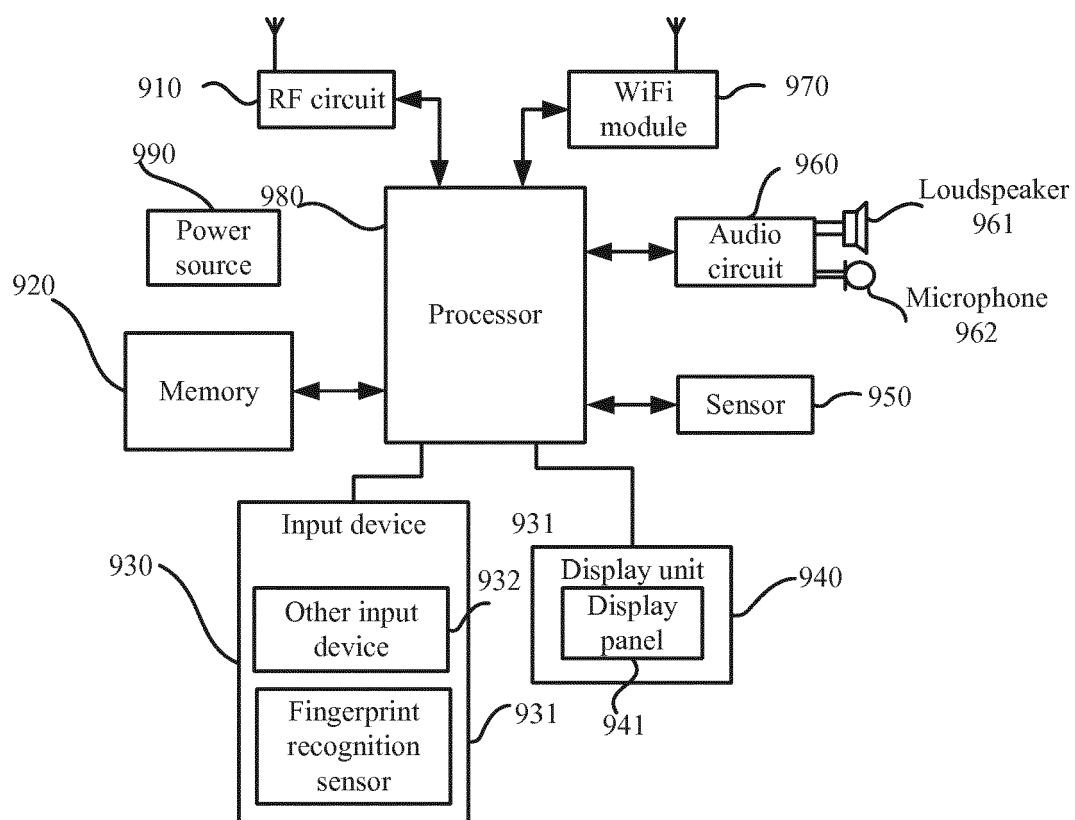 910
RF circuit
WiFi
module
970
990
980
960
Loudspeaker
961
Power
source
Audio
circuit
920
Processor
Microphone
962
Memory
Sensor
950
Input device
931
930
Display unit
940
Other input
device
932
Display
panel
941
Fingerprint
recognition
sensor
931